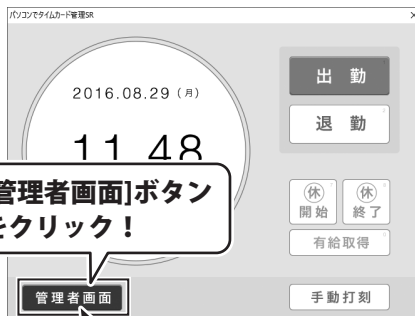 パソコンでタイムカード管理SR
2016.08.29 (月)
11 48
出 勤
退 勤
管理者画面]ボタン
をクリック！
休
開始
休
終了
有給取得
管理者画面
手動打刻